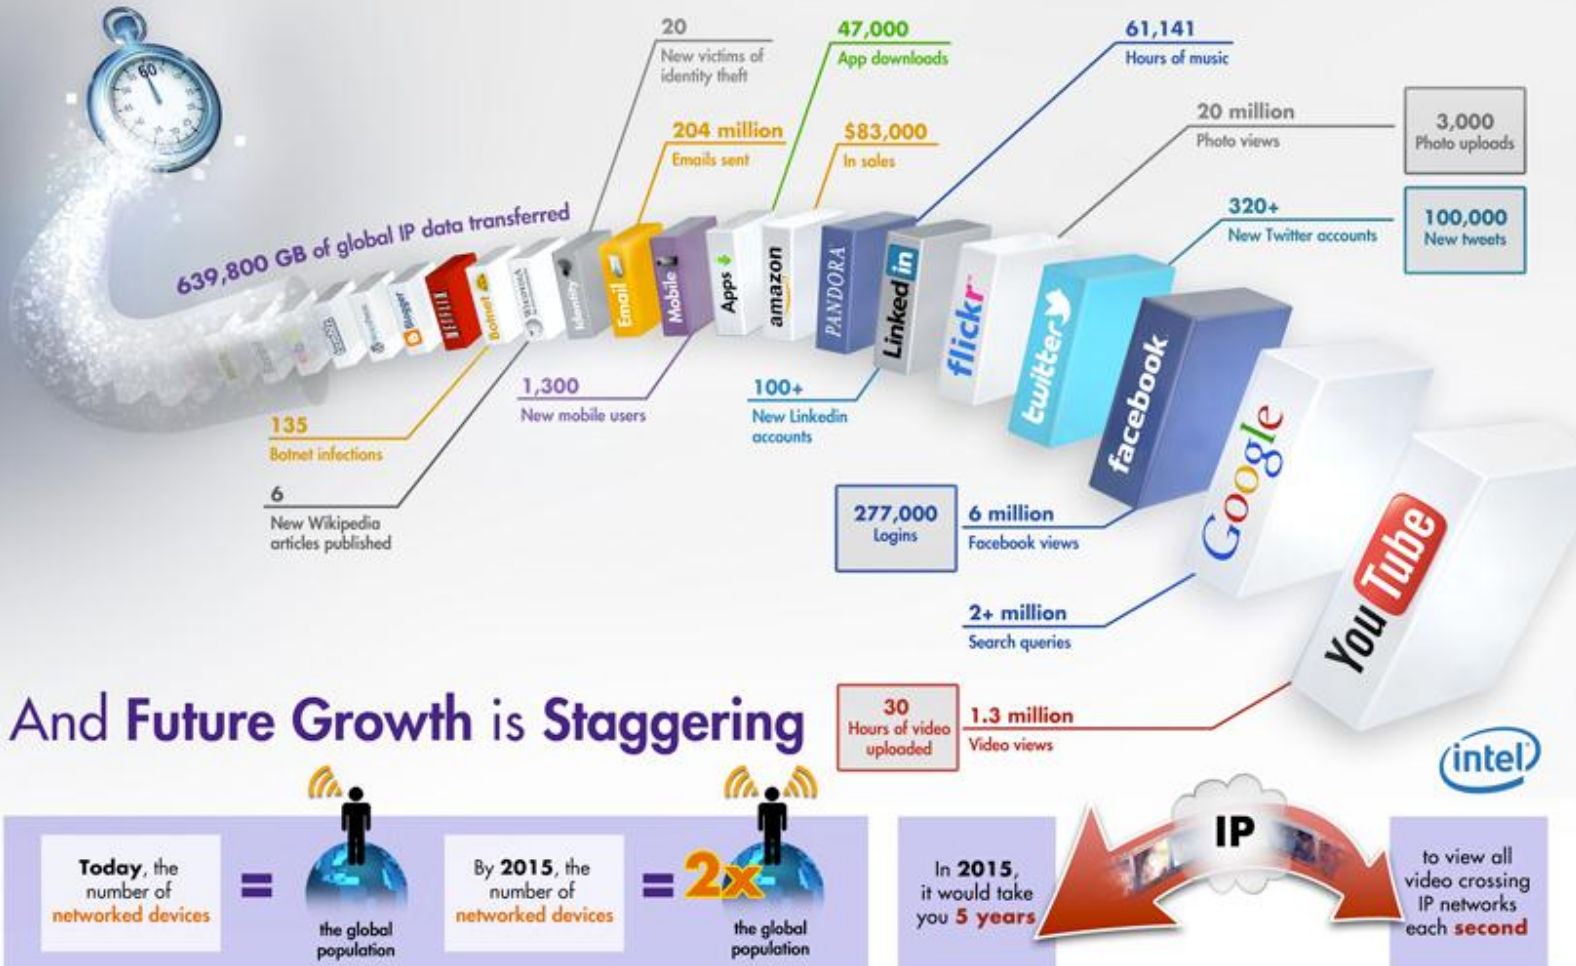 60
20
New victims of
identity theft
47,000
App downloads
61,141
Hours of music
204 million
Emails sent
$83,000
In sales
20 million
Photo views
3,000
Photo uploads
320+
New Twitter accounts
100,000
New tweets
639,800 GB of global IP data transferred
Blogger
NETFLIX
Botnet
WIKIPEDIA
Identity
Email
Mobile
Apps
amazon
PANDORA
Linked in
flickr
twitter
facebook
Google
YouTube
135
Botnet infections
6
New Wikipedia
articles published
1,300
New mobile users
100+
New Linkedin
accounts
277,000
Logins
6 million
Facebook views
2+ million
Search queries
30
Hours of video
uploaded
1.3 million
Video views
And Future Growth is Staggering
intel
Today, the
number of
networked devices
=
the global
population
By 2015, the
number of
networked devices
= 2x
the global
population
In 2015,
it would take
you 5 years
IP
to view all
video crossing
IP networks
each second